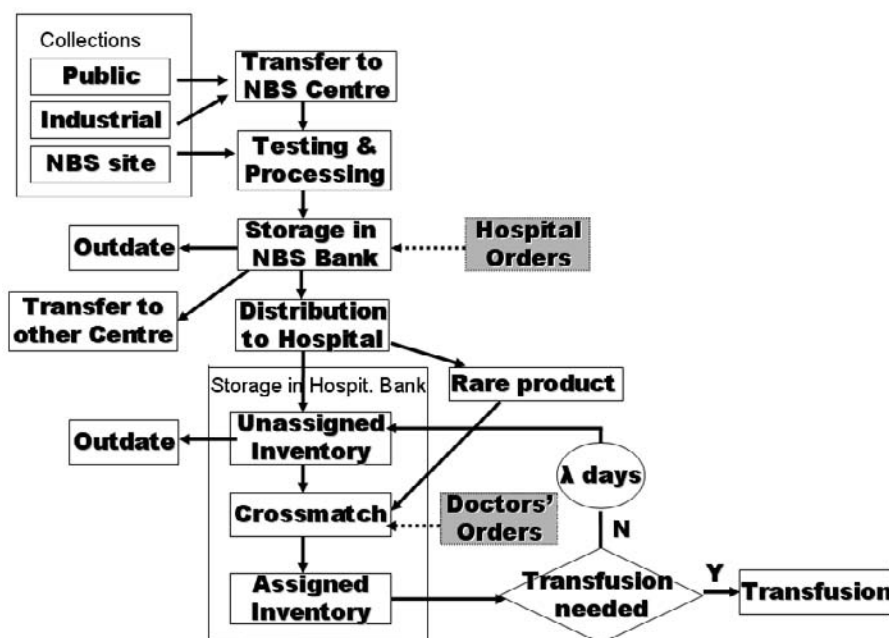 Collections
Public
Industrial
NBS site
Transfer to
NBS Centre
Testing &
Processing
Storage in
NBS Bank
Hospital
Orders
Outdate
Transfer to
other Centre
Distribution
to Hospital
Rare product
Storage in Hospit. Bank
Unassigned
Inventory
Outdate
λ days
Crossmatch
Doctors'
Orders
N
Assigned
Inventory
Transfusion
needed
Y
Transfusion